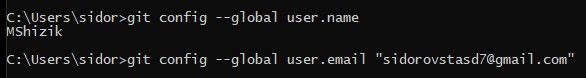 C:\Users\sidor>git config --global user.name
MShizik
C:\Users\sidor>git config --global user.email "sidorovstasd7@gmail.com"